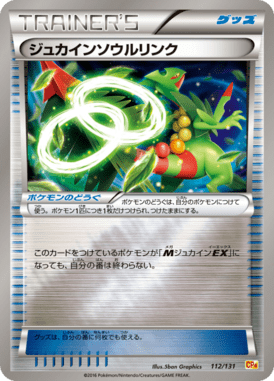 TRAINER'S グッズ
ジュカインソウルリンク
ポケモンのどうぐ
ポケモンのどうぐは、自分のポケモンにつけて
使う。ポケモン1匹につき1枚だけつけられ、つけたままにする。
このカードをつけているポケモンが「MジュカインEX」に
なっても、自分の番は終わらない。
グッズは、自分の番に何枚でも使える。
Illus.5ban Graphics 112/131 CP4
©2016 Pokémon/Nintendo/Creatures/GAME FREAK.